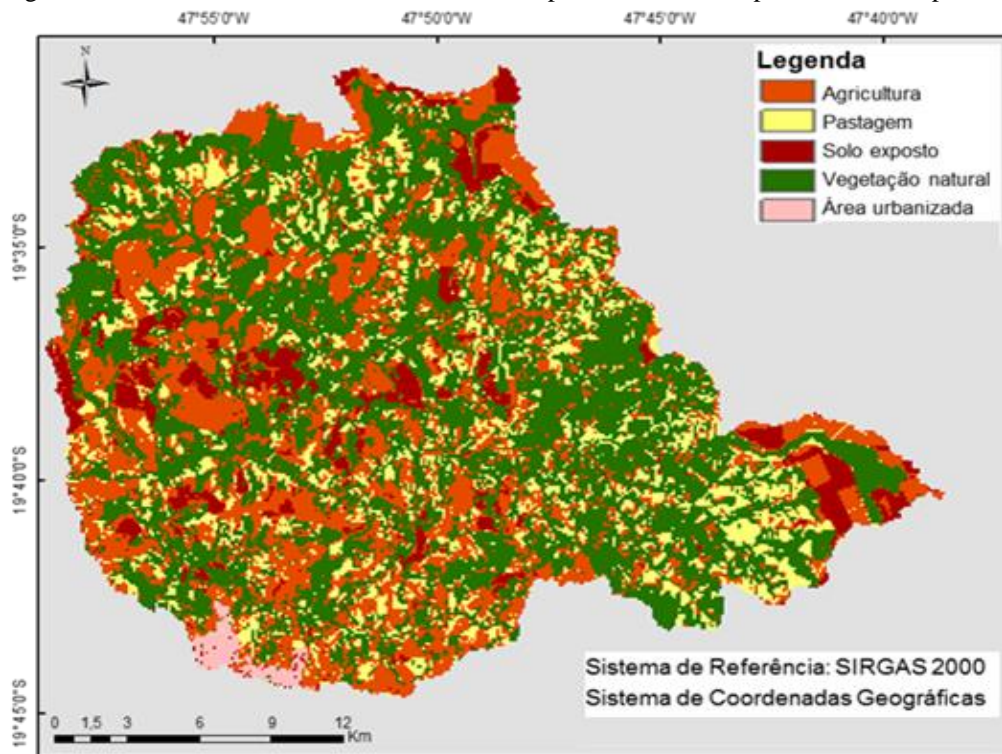 47°55'0"W 47°50'0"W 47°45'0"W 47°40'0"W
N
Legenda
Agricultura
Pastagem
Solo exposto
Vegetação natural
Área urbanizada
19°35'0"S
19°40'0"S
19°45'0"S
Sistema de Referência: SIRGAS 2000
Sistema de Coordenadas Geográficas
0 1,5 3 6 9 12
Km